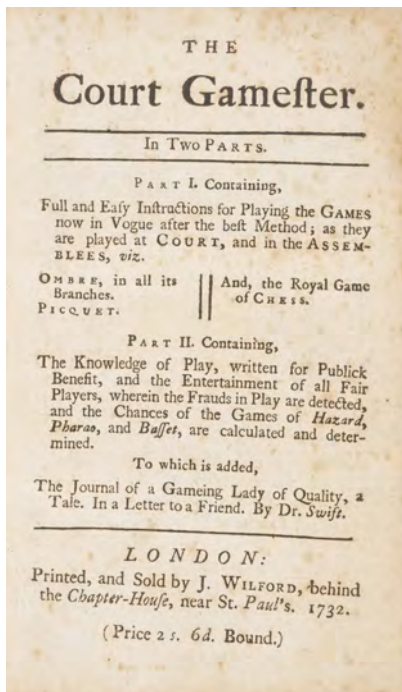 THE
Court Gameſter.
In Two PARTS.
PART I. Containing,
Full and Eaſy Inſtructions for Playing the GAMES
now in Vogue after the beſt Method; as they
are played at COURT, and in the ASSEM-
BLEES, viz.
OMBRE, in all its
Branches.
PICQUET.
And, the Royal Game
of CHESS.
PART II. Containing,
The Knowledge of Play, written for Publick
Benefit, and the Entertainment of all Fair
Players, wherein the Frauds in Play are detected,
and the Chances of the Games of Hazard,
Pharao, and Baſſet, are calculated and deter-
mined.
To which is added,
The Journal of a Gameing Lady of Quality, a
Tale. In a Letter to a Friend. By Dr. Swift.
LONDON:
Printed, and Sold by J. WILFORD, behind
the Chapter-Houſe, near St. Paul's. 1732.
(Price 2 s. 6d. Bound.)